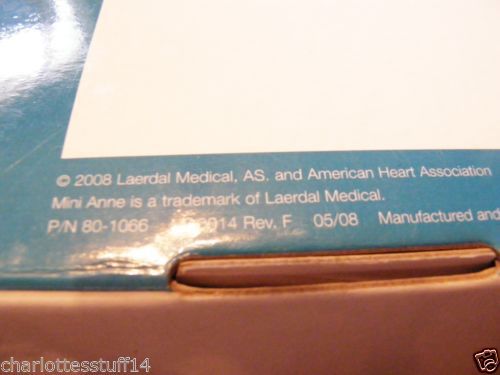 © 2008 Laerdal Medical, AS. and American Heart Association
Mini Anne is a trademark of Laerdal Medical.
P/N 80-1066 Rev. F 05/08 Manufactured and
charlottesstuff14